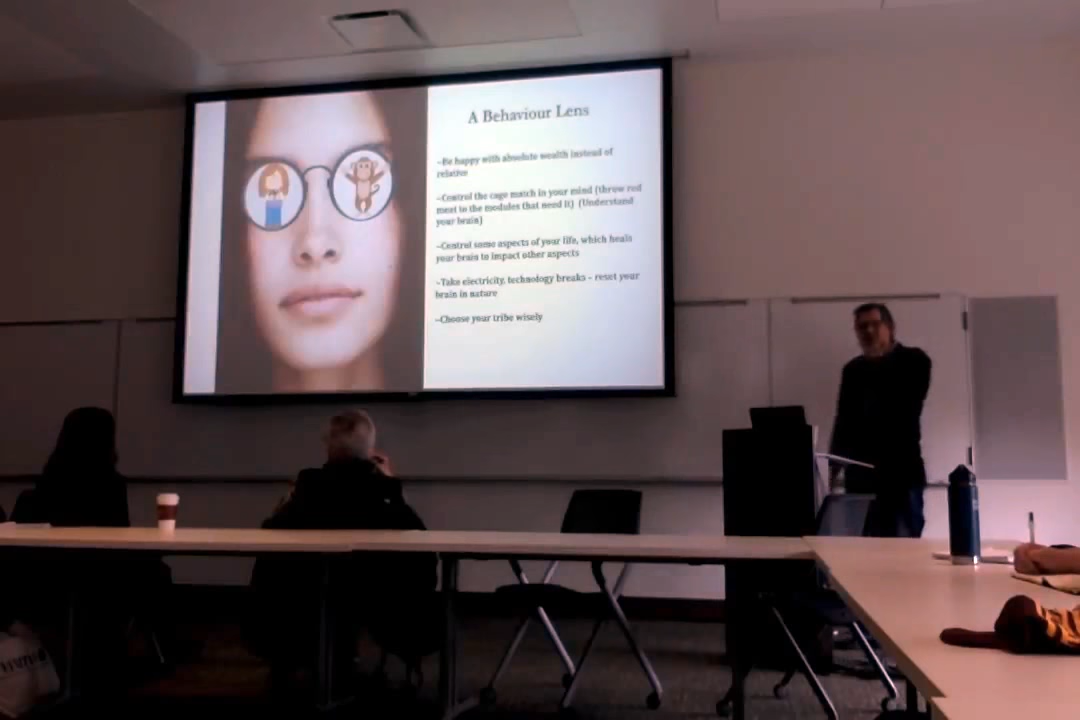 A Behaviour Lens
~Be happy with absolute wealth instead of
relative
~Control the cage match in your mind (throw red
meat to the modules that need it) (Understand
your brain)
~Control some aspects of your life, which heals
your brain to impact other aspects
~Take electricity, technology breaks – reset your
brain in nature
~Choose your tribe wisely